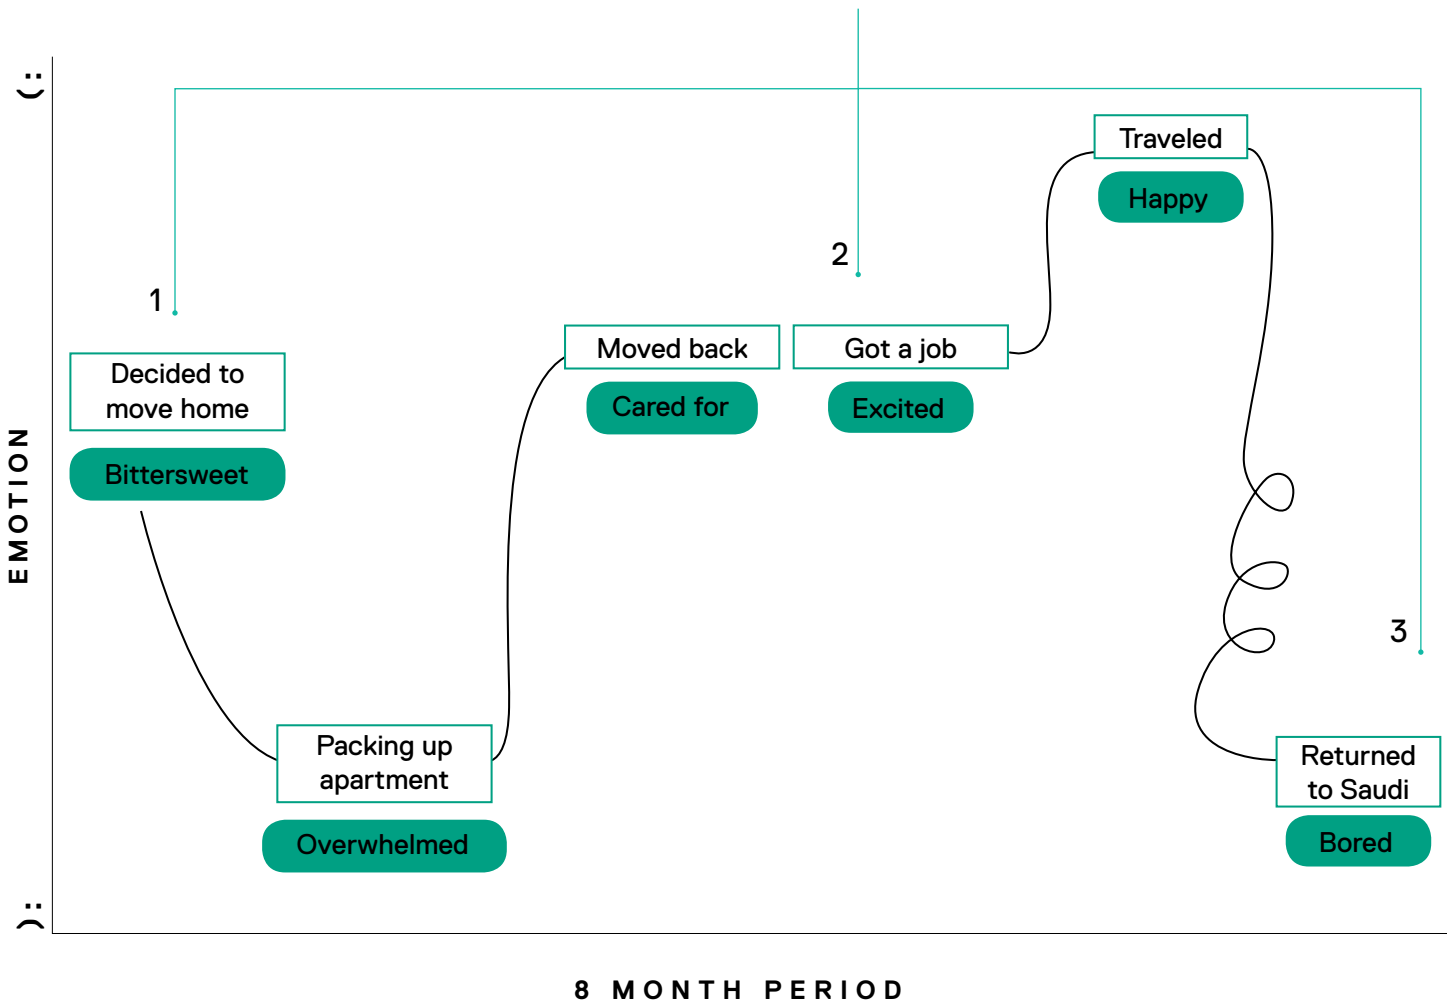 :)
Traveled
Happy
2
1
Moved back
Got a job
Decided to
move home
Cared for
Excited
Bittersweet
EMOTION
3
Packing up
apartment
Returned
to Saudi
Overwhelmed
Bored
:(
8 MONTH PERIOD